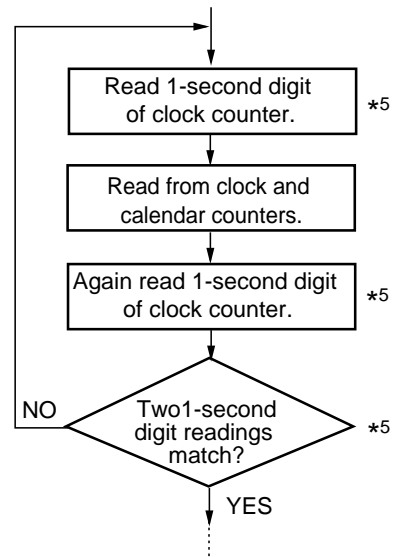 Read 1-second digit
of clock counter.
*5
Read from clock and
calendar counters.
Again read 1-second digit
of clock counter.
*5
NO
Two1-second
digit readings
match?
*5
YES